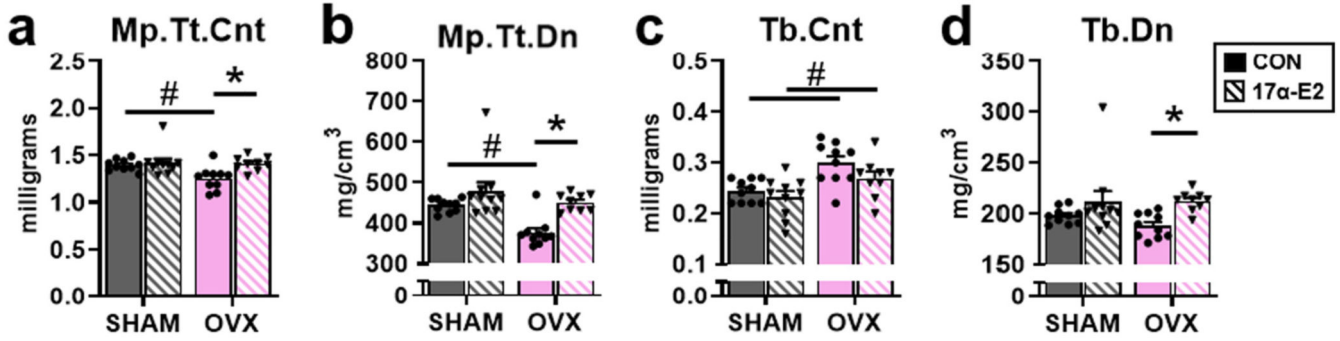 a Mp.Tt.Cnt
milligrams
2.5
2.0
1.5
1.0
0.5
0.0
# *
SHAM OVX
b Mp.Tt.Dn
mg/cm³
800
700
600
500
400
300
0
# *
SHAM OVX
c Tb.Cnt
milligrams
0.5
0.4
0.3
0.2
0.1
0.0
#
SHAM OVX
d Tb.Dn
mg/cm³
350
300
250
200
150
0
*
SHAM OVX
CON
17α-E2